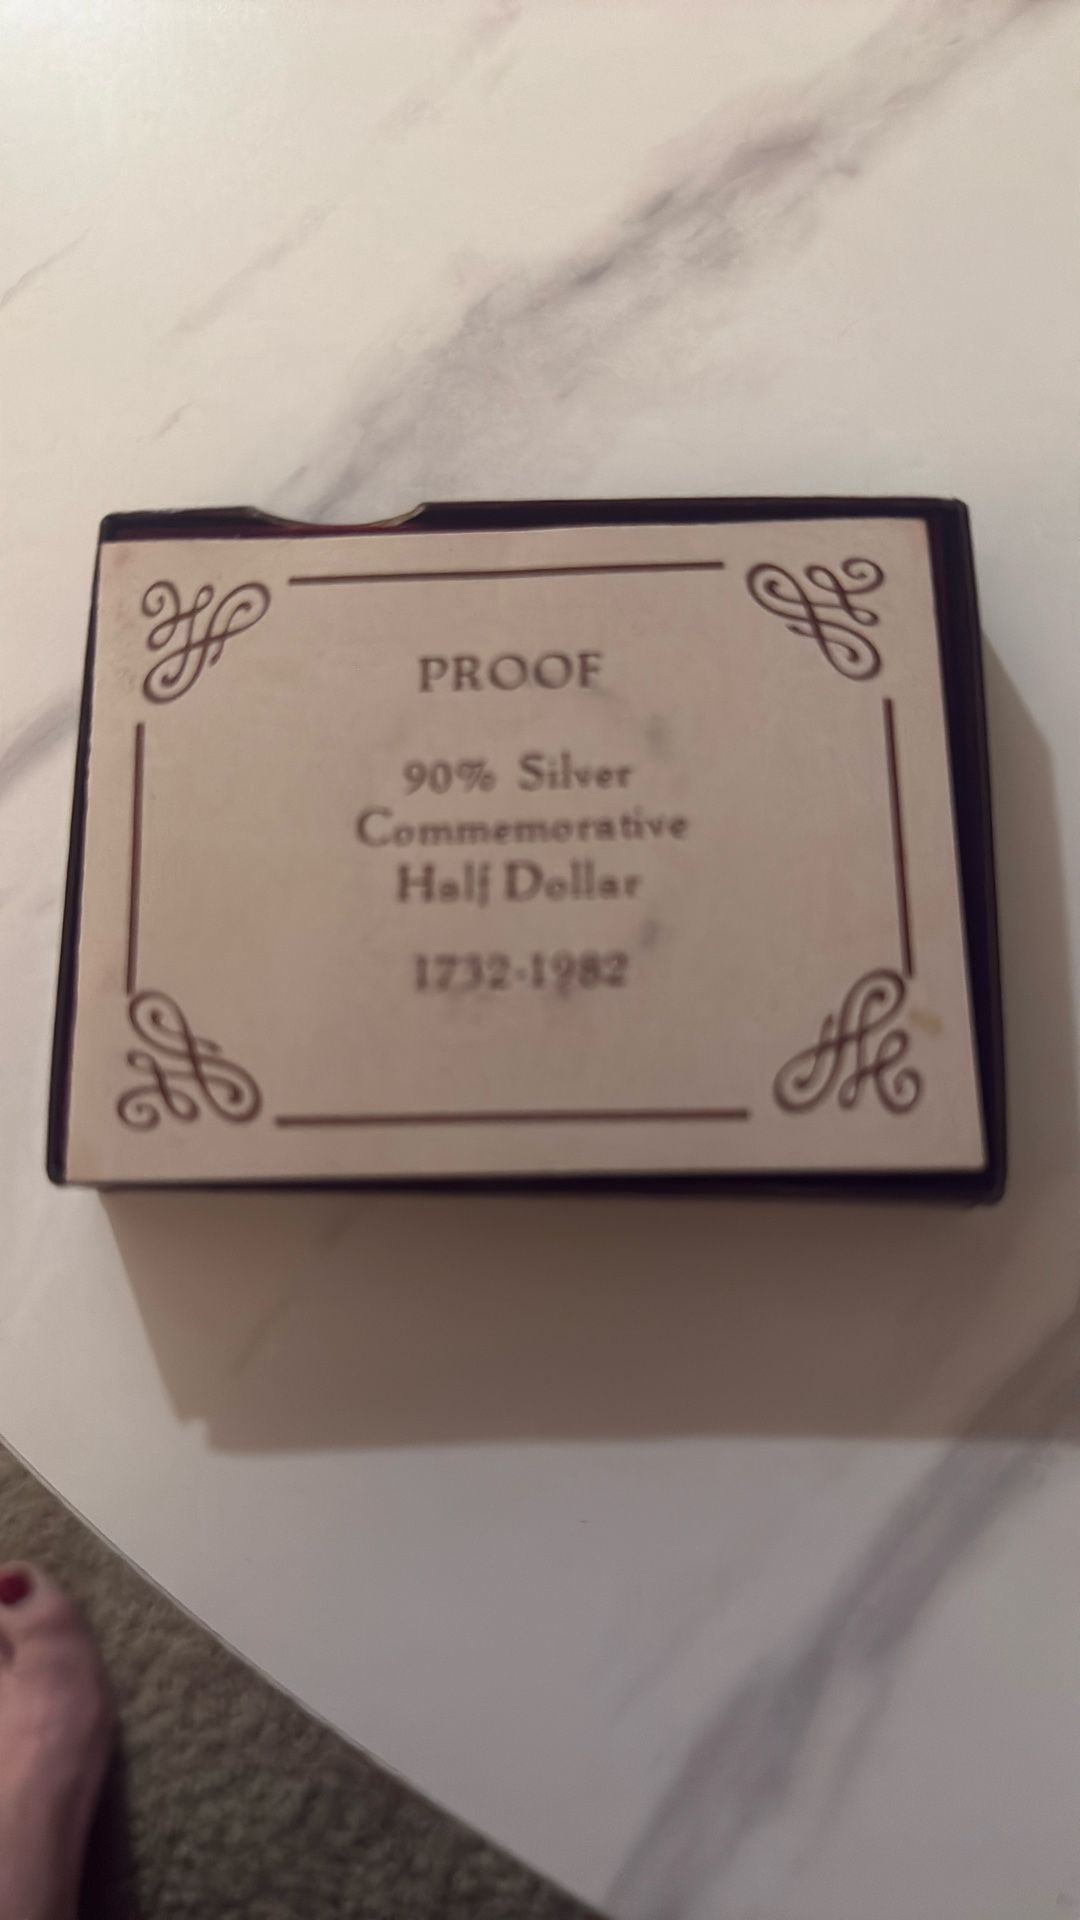 PROOF
90% Silver
Commemorative
Half Dollar
1732-1982